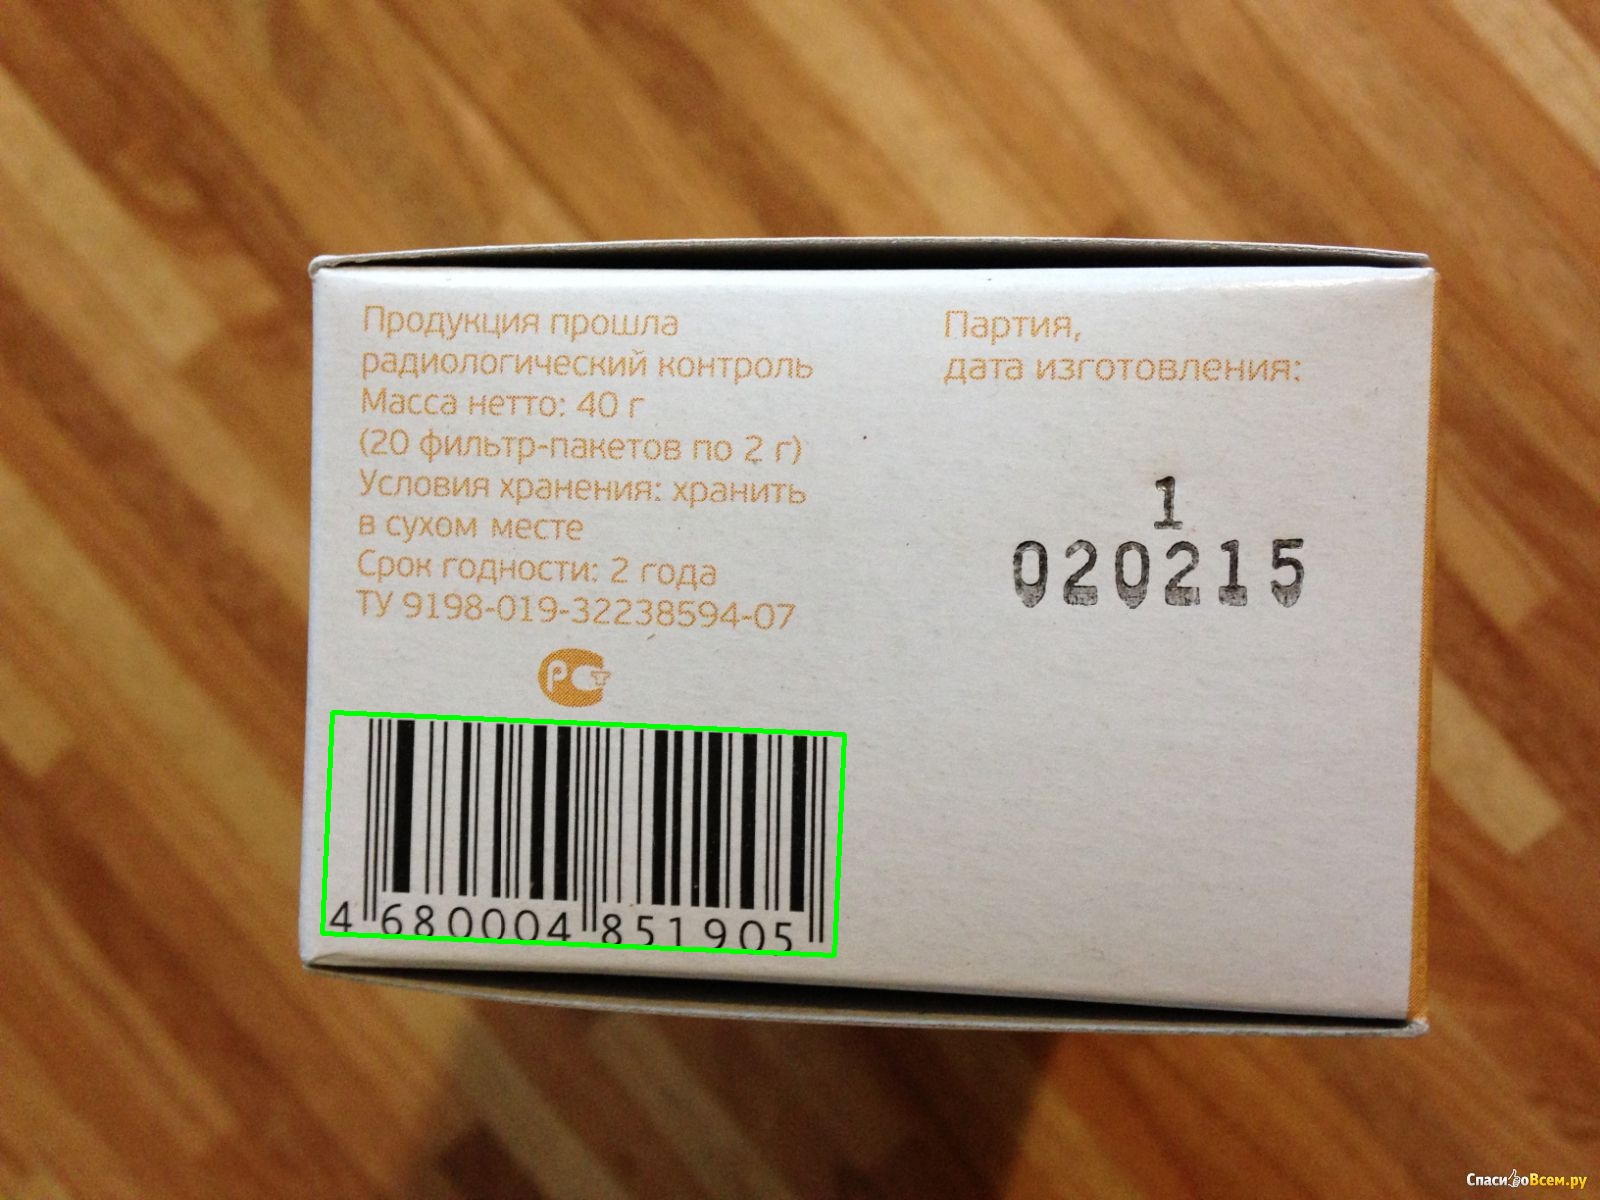 Продукция прошла
радиологический контроль
Масса нетто: 40 г
(20 фильтр-пакетов по 2 г)
Условия хранения: хранить
в сухом месте
Срок годности: 2 года
ТУ 9198-019-32238594-07
РСТ
4 680004 851905
Партия,
дата изготовления:
1
020215
СпасибоВсем.ру